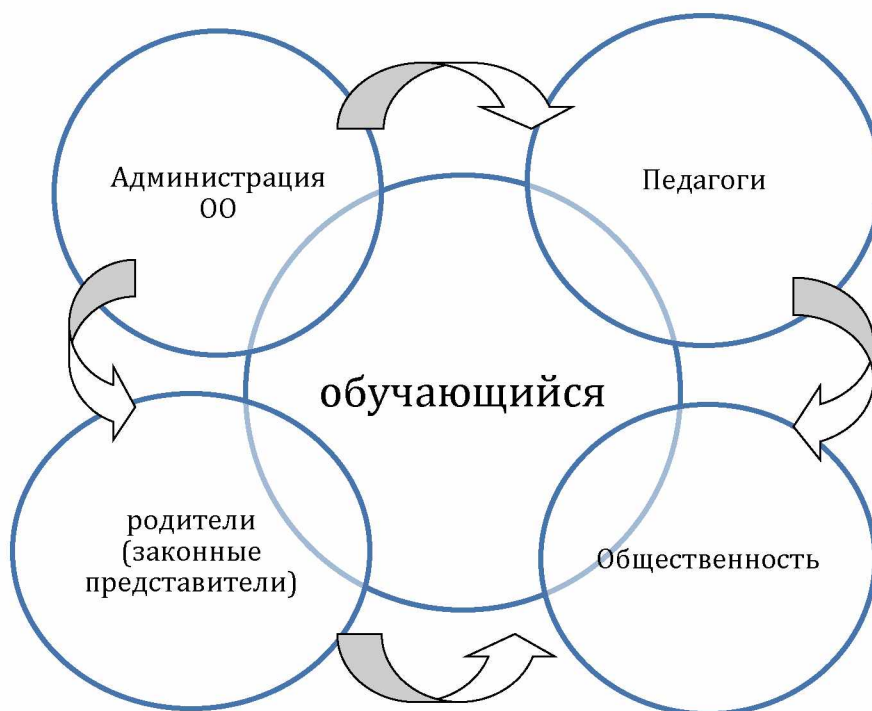 Администрация
ОО
Педагоги
обучающийся
родители
(законные
представители)
Общественность